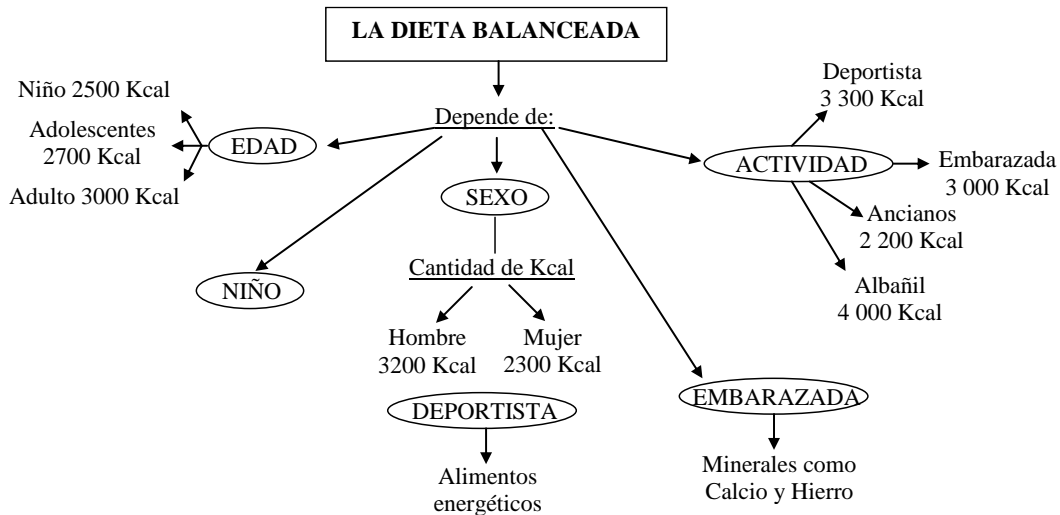 LA DIETA BALANCEADA
Depende de:
Niño 2500 Kcal
Adolescentes
2700 Kcal
Adulto 3000 Kcal
EDAD
NIÑO
SEXO
Cantidad de Kcal
Hombre
3200 Kcal
Mujer
2300 Kcal
DEPORTISTA
Alimentos
energéticos
ACTIVIDAD
Deportista
3 300 Kcal
Embarazada
3 000 Kcal
Ancianos
2 200 Kcal
Albañil
4 000 Kcal
EMBARAZADA
Minerales como
Calcio y Hierro